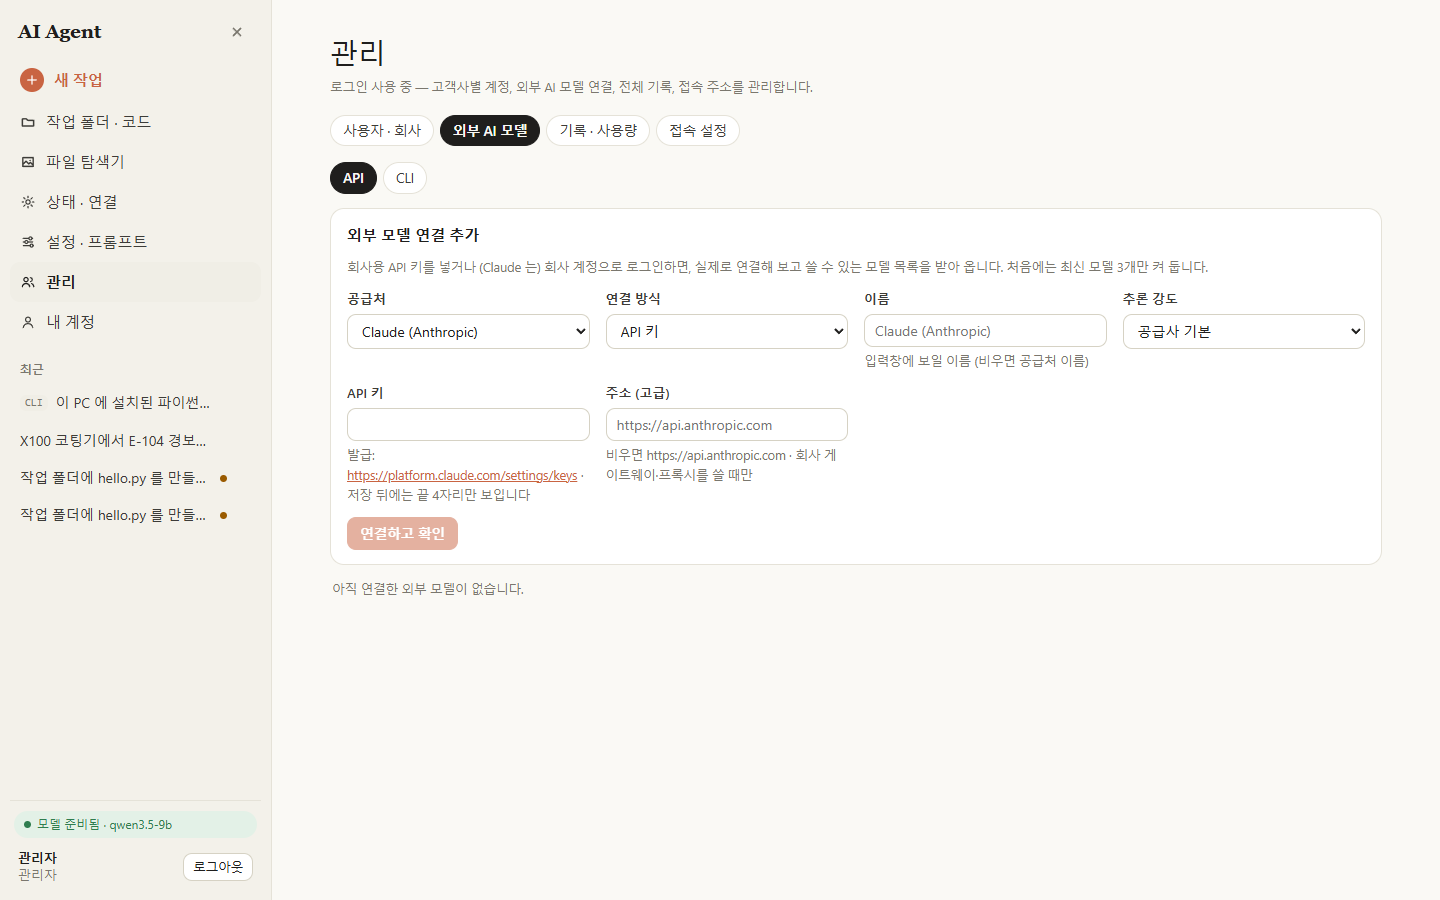 AI Agent
새 작업
작업 폴더 · 코드
파일 탐색기
상태 · 연결
설정 · 프롬프트
관리
내 계정
최근
CLI 이 PC 에 설치된 파이썬...
X100 코팅기에서 E-104 경보...
작업 폴더에 hello.py 를 만들...
작업 폴더에 hello.py 를 만들...
모델 준비됨 · qwen3.5-9b
관리자
관리자
로그아웃
관리
로그인 사용 중 — 고객사별 계정, 외부 AI 모델 연결, 전체 기록, 접속 주소를 관리합니다.
사용자 · 회사 외부 AI 모델 기록 · 사용량 접속 설정
API CLI
외부 모델 연결 추가
회사용 API 키를 넣거나 (Claude 는) 회사 계정으로 로그인하면, 실제로 연결해 보고 쓸 수 있는 모델 목록을 받아 옵니다. 처음에는 최신 모델 3개만 켜 둡니다.
공급처 연결 방식 이름 추론 강도
Claude (Anthropic) API 키 Claude (Anthropic) 공급사 기본
입력창에 보일 이름 (비우면 공급처 이름)
API 키 주소 (고급)
https://api.anthropic.com
발급:
https://platform.claude.com/settings/keys ·
저장 뒤에는 끝 4자리만 보입니다
비우면 https://api.anthropic.com · 회사 게
이트웨이·프록시를 쓸 때만
연결하고 확인
아직 연결한 외부 모델이 없습니다.